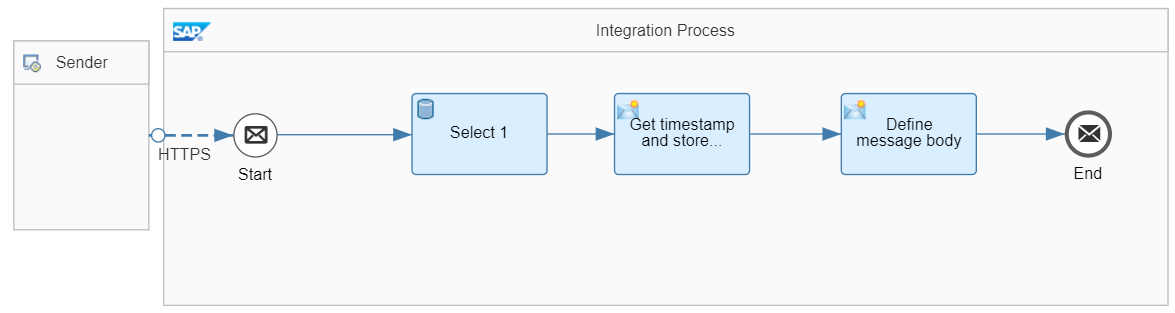 SAP
Integration Process
Sender
HTTPS
Start
Select 1
Get timestamp
and store...
Define
message body
End